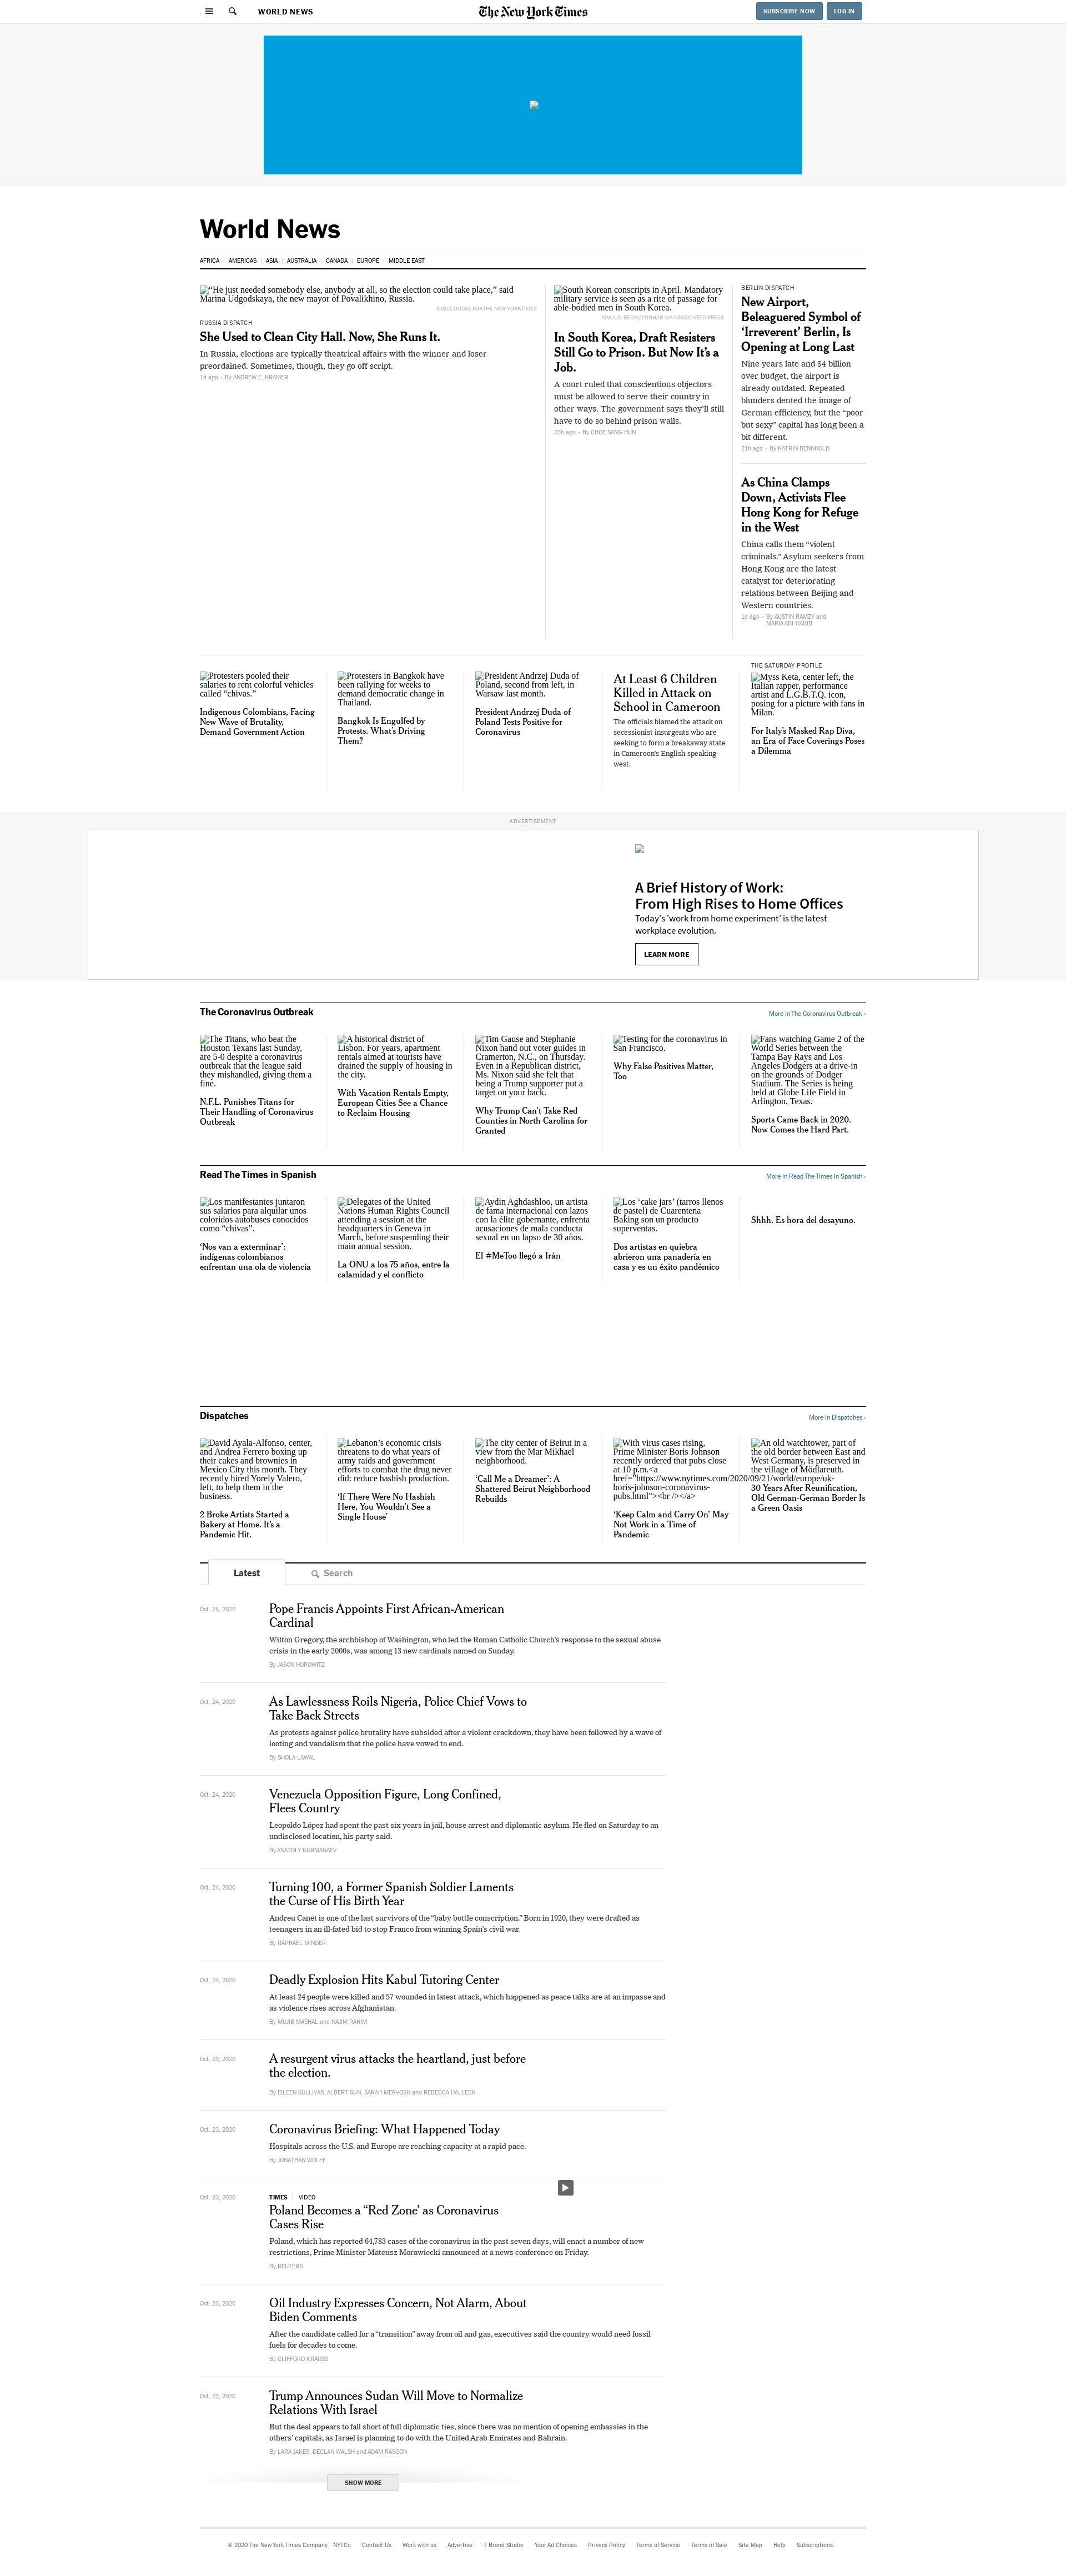 WORLD NEWS
The New York Times
SUBSCRIBE NOW
LOG IN
World News
AFRICA
AMERICAS
ASIA
AUSTRALIA
CANADA
EUROPE
MIDDLE EAST
“He just needed somebody else, anybody at all, so the election could take place,” said
Marina Udgodskaya, the new mayor of Povalikhino, Russia.
EMILE DUCKE FOR THE NEW YORK TIMES
RUSSIA DISPATCH
She Used to Clean City Hall. Now, She Runs It.
In Russia, elections are typically theatrical affairs with the winner and loser
preordained. Sometimes, though, they go off script.
1d ago - By ANDREW E. KRAMER
South Korean conscripts in April. Mandatory
military service is seen as a rite of passage for
able-bodied men in South Korea.
KIM JUN-BEOM/YONHAP, VIA ASSOCIATED PRESS
In South Korea, Draft Resisters
Still Go to Prison. But Now It’s a
Job.
A court ruled that conscientious objectors
must be allowed to serve their country in
other ways. The government says they’ll still
have to do so behind prison walls.
23h ago - By CHOE SANG-HUN
BERLIN DISPATCH
New Airport,
Beleaguered Symbol of
‘Irreverent’ Berlin, Is
Opening at Long Last
Nine years late and $4 billion
over budget, the airport is
already outdated. Repeated
blunders dented the image of
German efficiency, but the “poor
but sexy” capital has long been a
bit different.
21h ago - By KATRIN BENNHOLD
As China Clamps
Down, Activists Flee
Hong Kong for Refuge
in the West
China calls them “violent
criminals.” Asylum seekers from
Hong Kong are the latest
catalyst for deteriorating
relations between Beijing and
Western countries.
1d ago - By AUSTIN RAMZY and
MARIA ABI-HABIB
Protesters pooled their
salaries to rent colorful vehicles
called “chivas.”
Indigenous Colombians, Facing
New Wave of Brutality,
Demand Government Action
Protesters in Bangkok have
been rallying for weeks to
demand democratic change in
Thailand.
Bangkok Is Engulfed by
Protests. What’s Driving
Them?
President Andrzej Duda of
Poland, second from left, in
Warsaw last month.
President Andrzej Duda of
Poland Tests Positive for
Coronavirus
At Least 6 Children
Killed in Attack on
School in Cameroon
The officials blamed the attack on
secessionist insurgents who are
seeking to form a breakaway state
in Cameroon’s English-speaking
west.
THE SATURDAY PROFILE
Myss Keta, center left, the
Italian rapper, performance
artist and L.G.B.T.Q. icon,
posing for a picture with fans in
Milan.
For Italy’s Masked Rap Diva,
an Era of Face Coverings Poses
a Dilemma
ADVERTISEMENT
A Brief History of Work:
From High Rises to Home Offices
Today's 'work from home experiment' is the latest
workplace evolution.
LEARN MORE
The Coronavirus Outbreak
More in The Coronavirus Outbreak ›
The Titans, who beat the
Houston Texans last Sunday,
are 5-0 despite a coronavirus
outbreak that the league said
they mishandled, giving them a
fine.
N.F.L. Punishes Titans for
Their Handling of Coronavirus
Outbreak
A historical district of
Lisbon. For years, apartment
rentals aimed at tourists have
drained the supply of housing in
the city.
With Vacation Rentals Empty,
European Cities See a Chance
to Reclaim Housing
Tim Gause and Stephanie
Nixon hand out voter guides in
Cramerton, N.C., on Thursday.
Even in a Republican district,
Ms. Nixon said she felt that
being a Trump supporter put a
target on your back.
Why Trump Can’t Take Red
Counties in North Carolina for
Granted
Testing for the coronavirus in
San Francisco.
Why False Positives Matter,
Too
Fans watching Game 2 of the
World Series between the
Tampa Bay Rays and Los
Angeles Dodgers at a drive-in
on the grounds of Dodger
Stadium. The Series is being
held at Globe Life Field in
Arlington, Texas.
Sports Came Back in 2020.
Now Comes the Hard Part.
Read The Times in Spanish
More in Read The Times in Spanish ›
Los manifestantes juntaron
sus salarios para alquilar unos
coloridos autobuses conocidos
como “chivas”.
‘Nos van a exterminar’:
indígenas colombianos
enfrentan una ola de violencia
Delegates of the United
Nations Human Rights Council
attending a session at the
headquarters in Geneva in
March, before suspending their
main annual session.
La ONU a los 75 años, entre la
calamidad y el conflicto
Aydin Aghdashloo, un artista
de fama internacional con lazos
con la élite gobernante, enfrenta
acusaciones de mala conducta
sexual en un lapso de 30 años.
El #MeToo llegó a Irán
Los ‘cake jars’ (tarros llenos
de pastel) de Cuarentena
Baking son un producto
superventas.
Dos artistas en quiebra
abrieron una panadería en
casa y es un éxito pandémico
Shhh. Es hora del desayuno.
Dispatches
More in Dispatches ›
David Ayala-Alfonso, center,
and Andrea Ferrero boxing up
their cakes and brownies in
Mexico City this month. They
recently hired Yorely Valero,
left, to help them in the
business.
2 Broke Artists Started a
Bakery at Home. It’s a
Pandemic Hit.
Lebanon’s economic crisis
threatens to do what years of
army raids and government
efforts to combat the drug never
did: reduce hashish production.
‘If There Were No Hashish
Here, You Wouldn’t See a
Single House’
The city center of Beirut in a
view from the Mar Mikhael
neighborhood.
‘Call Me a Dreamer’: A
Shattered Beirut Neighborhood
Rebuilds
With virus cases rising,
Prime Minister Boris Johnson
recently ordered that pubs close
at 10 p.m.<a
href="https://www.nytimes.com/2020/09/21/world/europe/uk-
boris-johnson-coronavirus-
pubs.html"><br /></a>
‘Keep Calm and Carry On’ May
Not Work in a Time of
Pandemic
An old watchtower, part of
the old border between East and
West Germany, is preserved in
the village of Mödlareuth.
30 Years After Reunification,
Old German-German Border Is
a Green Oasis
Latest
Search
Oct. 25, 2020
Pope Francis Appoints First African-American
Cardinal
Wilton Gregory, the archbishop of Washington, who led the Roman Catholic Church’s response to the sexual abuse
crisis in the early 2000s, was among 13 new cardinals named on Sunday.
By JASON HOROWITZ
Oct. 24, 2020
As Lawlessness Roils Nigeria, Police Chief Vows to
Take Back Streets
As protests against police brutality have subsided after a violent crackdown, they have been followed by a wave of
looting and vandalism that the police have vowed to end.
By SHOLA LAWAL
Oct. 24, 2020
Venezuela Opposition Figure, Long Confined,
Flees Country
Leopoldo López had spent the past six years in jail, house arrest and diplomatic asylum. He fled on Saturday to an
undisclosed location, his party said.
By ANATOLY KURMANAEV
Oct. 24, 2020
Turning 100, a Former Spanish Soldier Laments
the Curse of His Birth Year
Andreu Canet is one of the last survivors of the “baby bottle conscription.” Born in 1920, they were drafted as
teenagers in an ill-fated bid to stop Franco from winning Spain’s civil war.
By RAPHAEL MINDER
Oct. 24, 2020
Deadly Explosion Hits Kabul Tutoring Center
At least 24 people were killed and 57 wounded in latest attack, which happened as peace talks are at an impasse and
as violence rises across Afghanistan.
By MUJIB MASHAL and NAJIM RAHIM
Oct. 23, 2020
A resurgent virus attacks the heartland, just before
the election.
By EILEEN SULLIVAN, ALBERT SUN, SARAH MERVOSH and REBECCA HALLECK
Oct. 23, 2020
Coronavirus Briefing: What Happened Today
Hospitals across the U.S. and Europe are reaching capacity at a rapid pace.
By JONATHAN WOLFE
Oct. 23, 2020
TIMES
VIDEO
Poland Becomes a “Red Zone’ as Coronavirus
Cases Rise
Poland, which has reported 64,783 cases of the coronavirus in the past seven days, will enact a number of new
restrictions, Prime Minister Mateusz Morawiecki announced at a news conference on Friday.
By REUTERS
Oct. 23, 2020
Oil Industry Expresses Concern, Not Alarm, About
Biden Comments
After the candidate called for a “transition” away from oil and gas, executives said the country would need fossil
fuels for decades to come.
By CLIFFORD KRAUSS
Oct. 23, 2020
Trump Announces Sudan Will Move to Normalize
Relations With Israel
But the deal appears to fall short of full diplomatic ties, since there was no mention of opening embassies in the
others’ capitals, as Israel is planning to do with the United Arab Emirates and Bahrain.
By LARA JAKES, DECLAN WALSH and ADAM RASGON
SHOW MORE
© 2020 The New York Times Company
NYTCo
Contact Us
Work with us
Advertise
T Brand Studio
Your Ad Choices
Privacy Policy
Terms of Service
Terms of Sale
Site Map
Help
Subscriptions